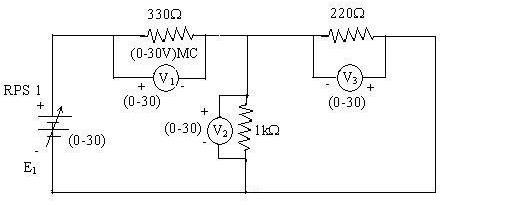 330Ω
220Ω
(0-30V)MC
V1
+ -
(0-30)
V3
- +
(0-30)
RPS 1
+
(0-30)
-
E1
+
(0-30)
V2
-
1kΩ